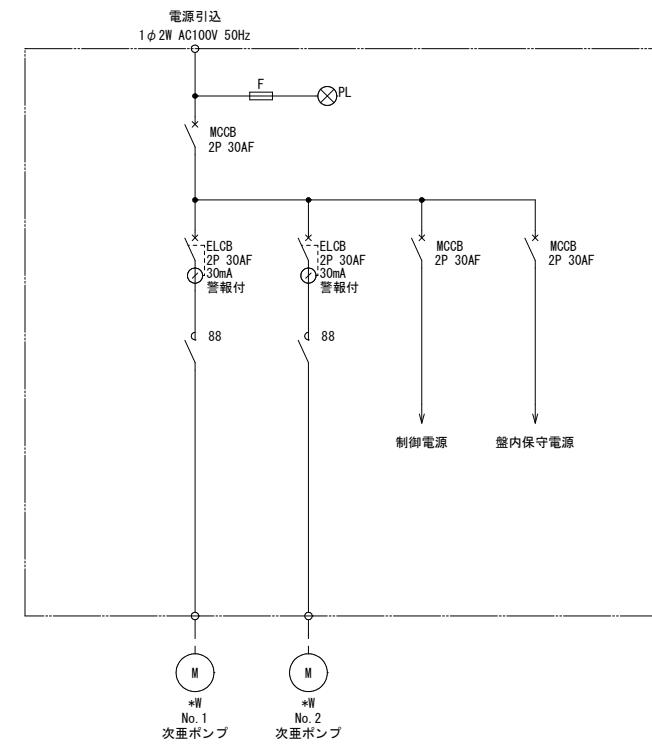 電源引込
1φ2W AC100V 50Hz
F
PL
MCCB
2P 30AF
ELCB
2P 30AF
30mA
警報付
ELCB
2P 30AF
30mA
警報付
MCCB
2P 30AF
MCCB
2P 30AF
88
88
制御電源
盤内保守電源
M
*W
No.1
次亜ポンプ
M
*W
No.2
次亜ポンプ